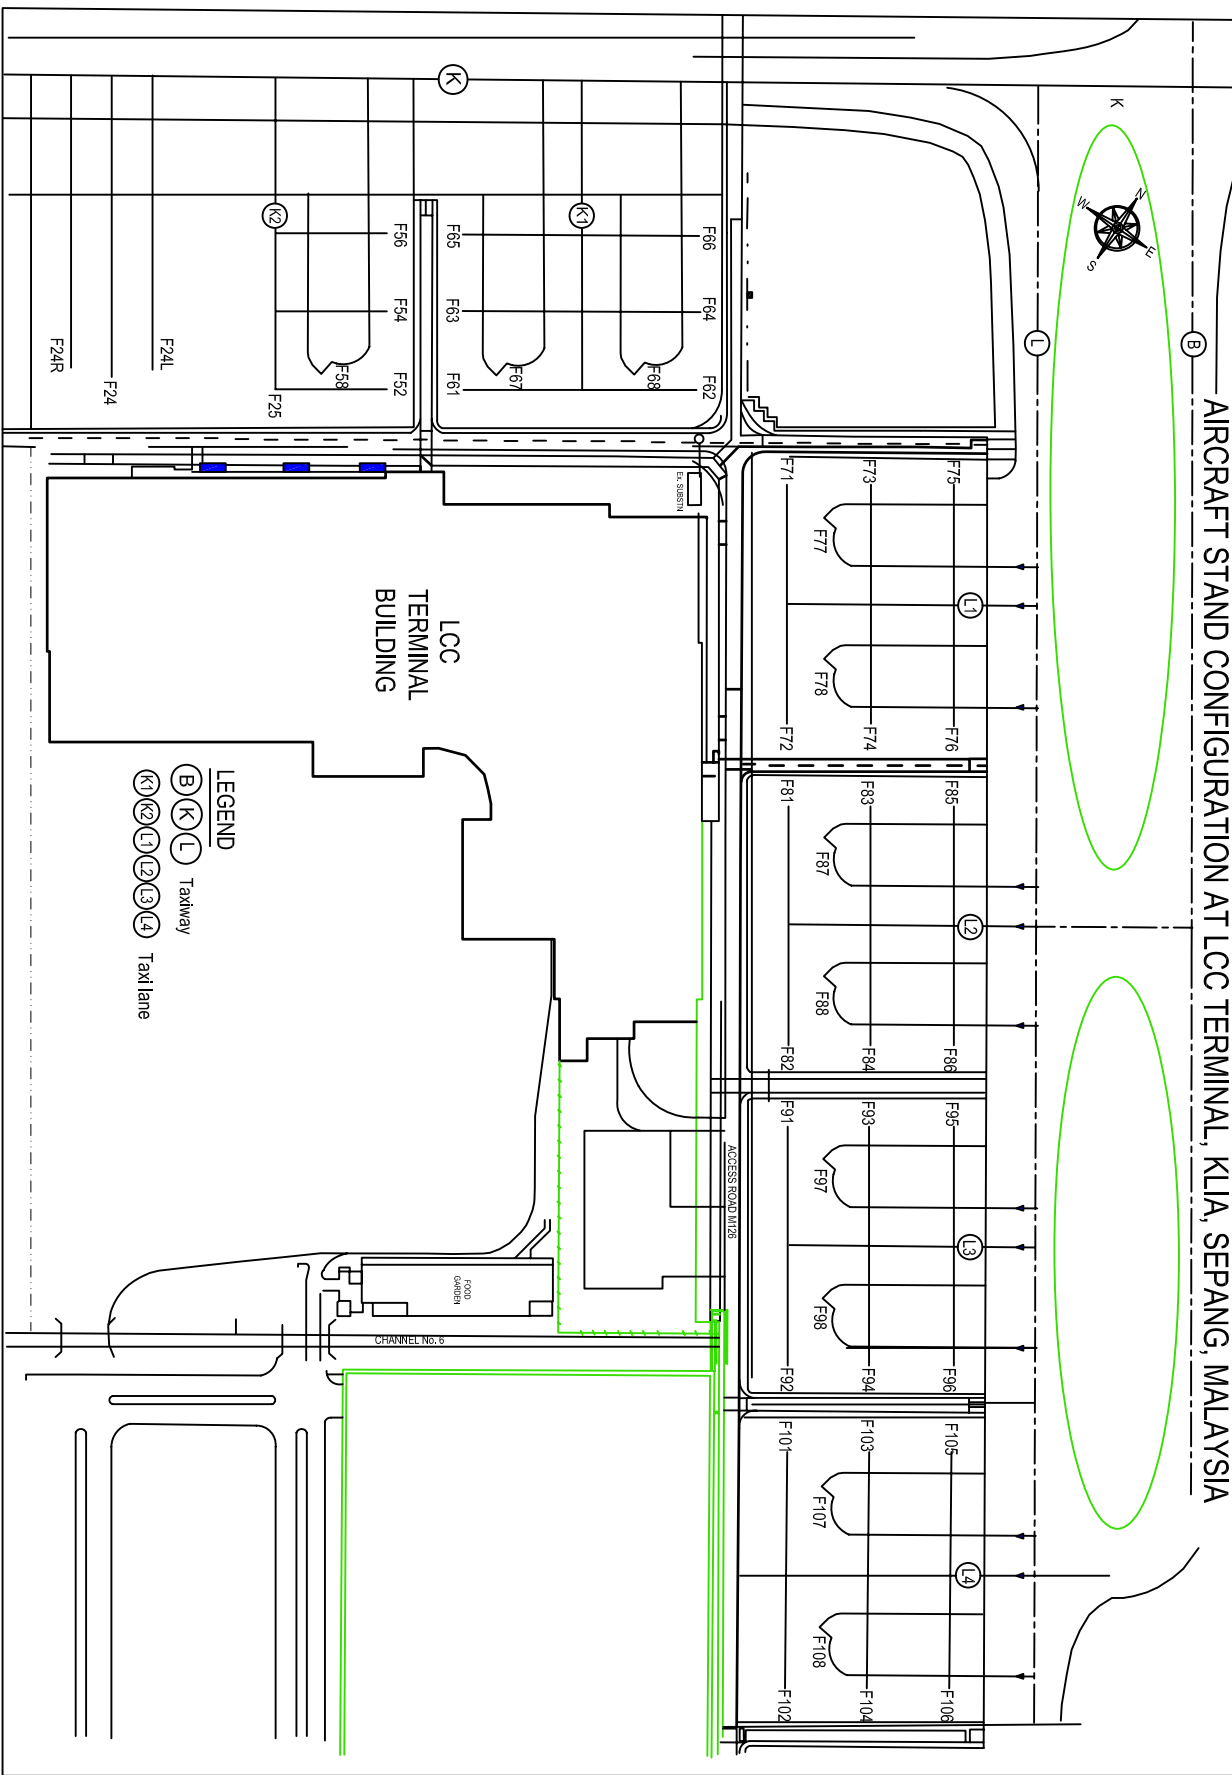 AIRCRAFT STAND CONFIGURATION AT LCC TERMINAL, KLIA, SEPANG, MALAYSIA
B
L
K
N
E
S
W
K
K2
K1
F56
F65
F66
F54
F63
F64
F52
F61
F62
F58
F67
F68
F24R
F24
F24L
F25
F75
F73
F71
F77
L1
F78
F76
F74
F72
F85
F83
F81
F87
L2
F88
F86
F84
F82
F95
F93
F91
F97
L3
F98
F96
F94
F92
F105
F103
F101
F107
L4
F108
F106
F104
F102
Ex. SUBSTN
LCC
TERMINAL
BUILDING
ACCESS ROAD M126
FOOD
GARDEN
CHANNEL No. 6
LEGEND
B K L Taxiway
K1 K2 L1 L2 L3 L4 Taxi lane